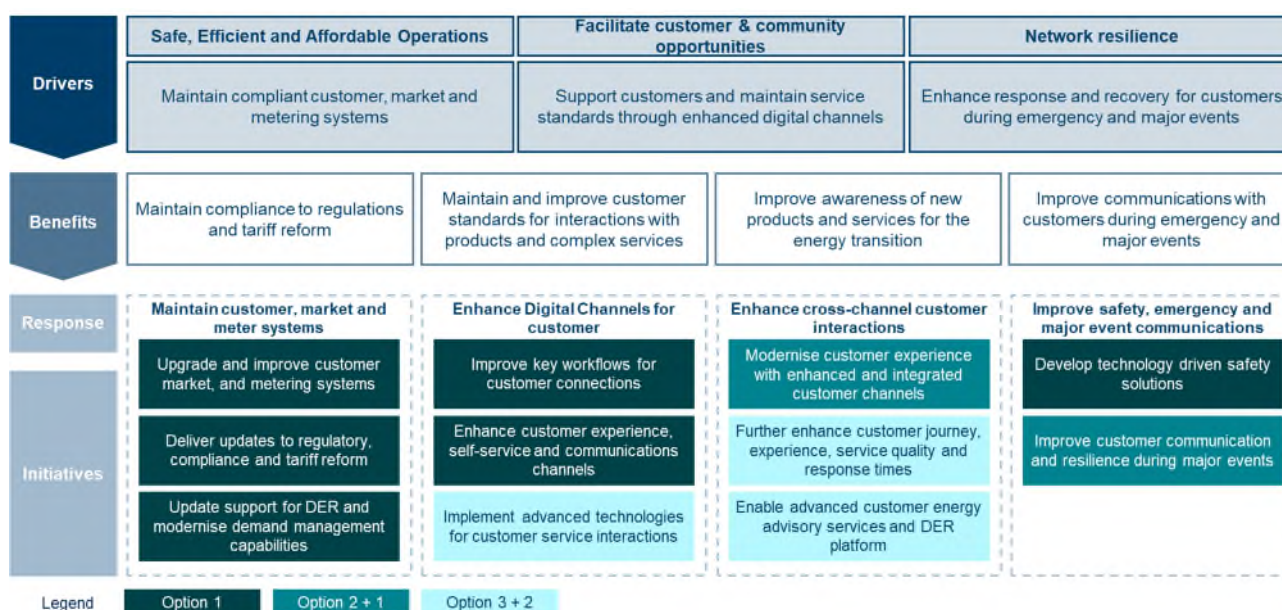 Drivers
Safe, Efficient and Affordable Operations
Facilitate customer & community
opportunities
Network resilience
Maintain compliant customer, market and
metering systems
Support customers and maintain service
standards through enhanced digital channels
Enhance response and recovery for customers
during emergency and major events
Benefits
Maintain compliance to regulations
and tariff reform
Maintain and improve customer
standards for interactions with
products and complex services
Improve awareness of new
products and services for the
energy transition
Improve communications with
customers during emergency and
major events
Response
Maintain customer, market and
meter systems
Enhance Digital Channels for
customer
Enhance cross-channel customer
interactions
Improve safety, emergency and
major event communications
Initiatives
Upgrade and improve customer
market, and metering systems
Deliver updates to regulatory,
compliance and tariff reform
Update support for DER and
modernise demand management
capabilities
Improve key workflows for
customer connections
Enhance customer experience,
self-service and communications
channels
Implement advanced technologies
for customer service interactions
Modernise customer experience
with enhanced and integrated
customer channels
Further enhance customer journey,
experience, service quality and
response times
Enable advanced customer energy
advisory services and DER
platform
Develop technology driven safety
solutions
Improve customer communication
and resilience during major events
Legend
Option 1
Option 2 + 1
Option 3 + 2